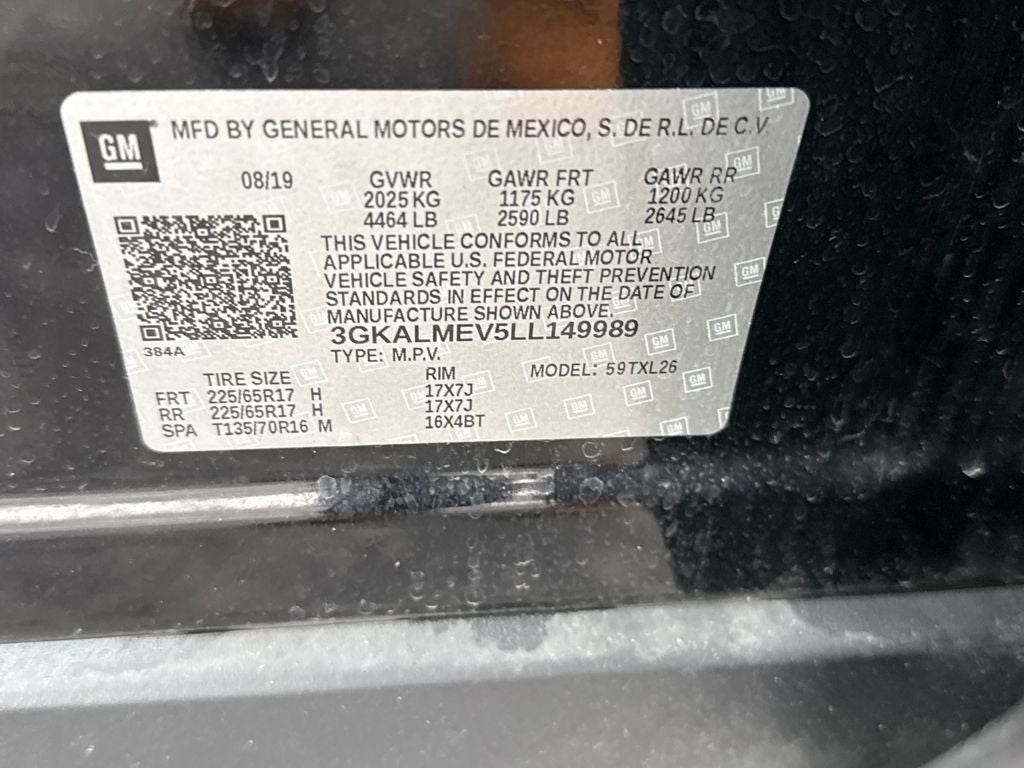 GM MFD BY GENERAL MOTORS DE MEXICO, S. DE R.L. DE C.V.
08/19 GVWR GAWR FRT GAWR RR
2025 KG 1175 KG 1200 KG
4464 LB 2590 LB 2645 LB
THIS VEHICLE CONFORMS TO ALL
APPLICABLE U.S. FEDERAL MOTOR
VEHICLE SAFETY AND THEFT PREVENTION
STANDARDS IN EFFECT ON THE DATE OF
MANUFACTURE SHOWN ABOVE.
3GKALMEV5LL149989
384A TYPE: M.P.V. MODEL: 59TXL26
TIRE SIZE RIM
FRT 225/65R17 H 17X7J
RR 225/65R17 H 17X7J
SPA T135/70R16 M 16X4BT